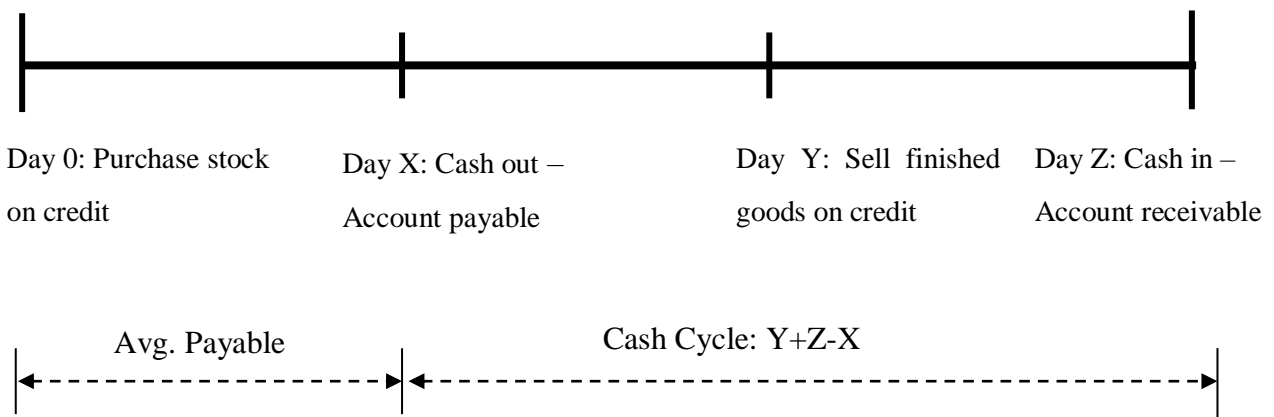 Day 0: Purchase stock
on credit
Day X: Cash out –
Account payable
Day Y: Sell finished
goods on credit
Day Z: Cash in –
Account receivable
Avg. Payable
Cash Cycle: Y+Z-X